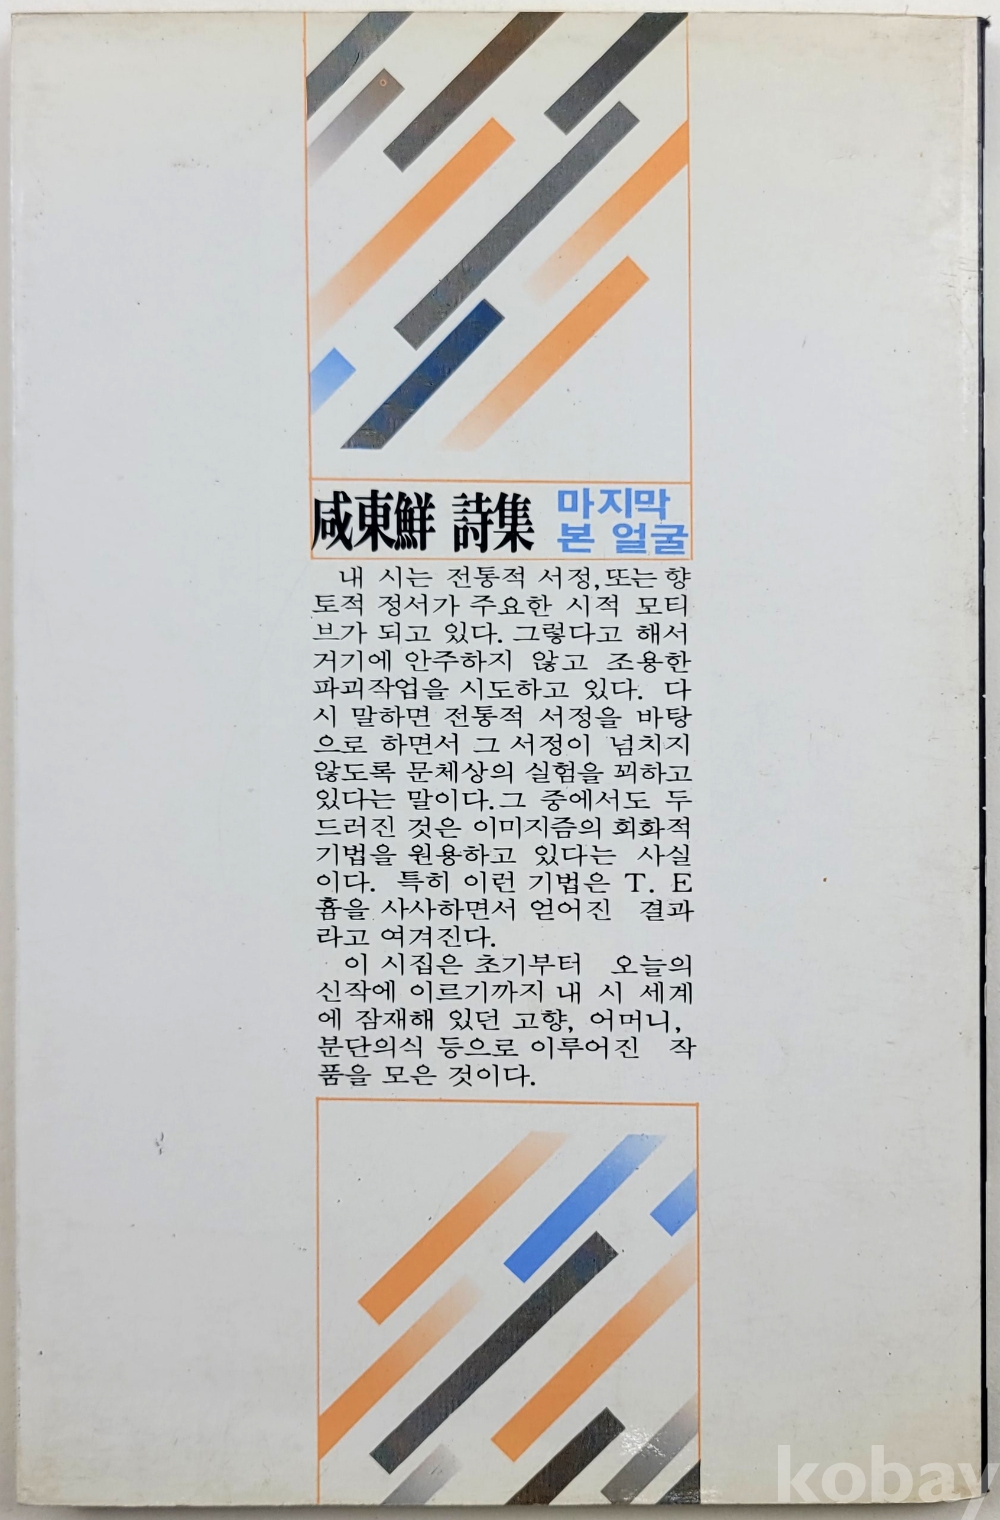 咸東鮮 詩集
마지막
본 얼굴
내 시는 전통적 서정,또는 향
토적 정서가 주요한 시적 모티
브가 되고 있다. 그렇다고 해서
거기에 안주하지 않고 조용한
파괴작업을 시도하고 있다. 다
시 말하면 전통적 서정을 바탕
으로 하면서 그 서정이 넘치지
않도록 문체상의 실험을 꾀하고
있다는 말이다.그 중에서도 두
드러진 것은 이미지즘의 회화적
기법을 원용하고 있다는 사실
이다. 특히 이런 기법은 T. E
흄을 사사하면서 얻어진 결과
라고 여겨진다.
이 시집은 초기부터 오늘의
신작에 이르기까지 내 시 세계
에 잠재해 있던 고향, 어머니,
분단의식 등으로 이루어진 작
품을 모은 것이다.
kobay